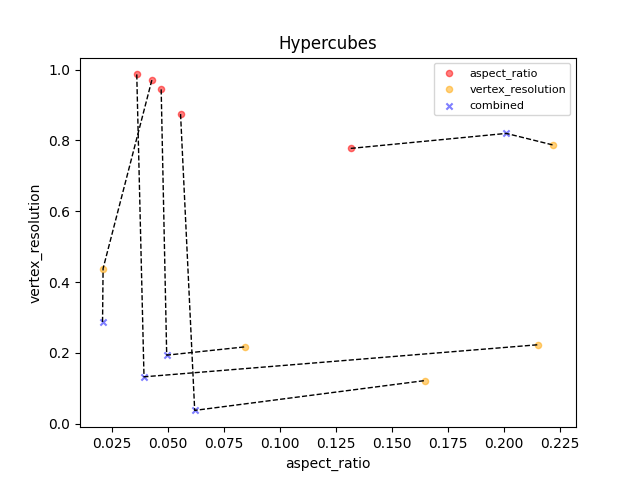 Hypercubes
aspect_ratio
vertex_resolution
combined
1.0
0.8
0.6
0.4
0.2
0.0
vertex_resolution
0.025 0.050 0.075 0.100 0.125 0.150 0.175 0.200 0.225
aspect_ratio